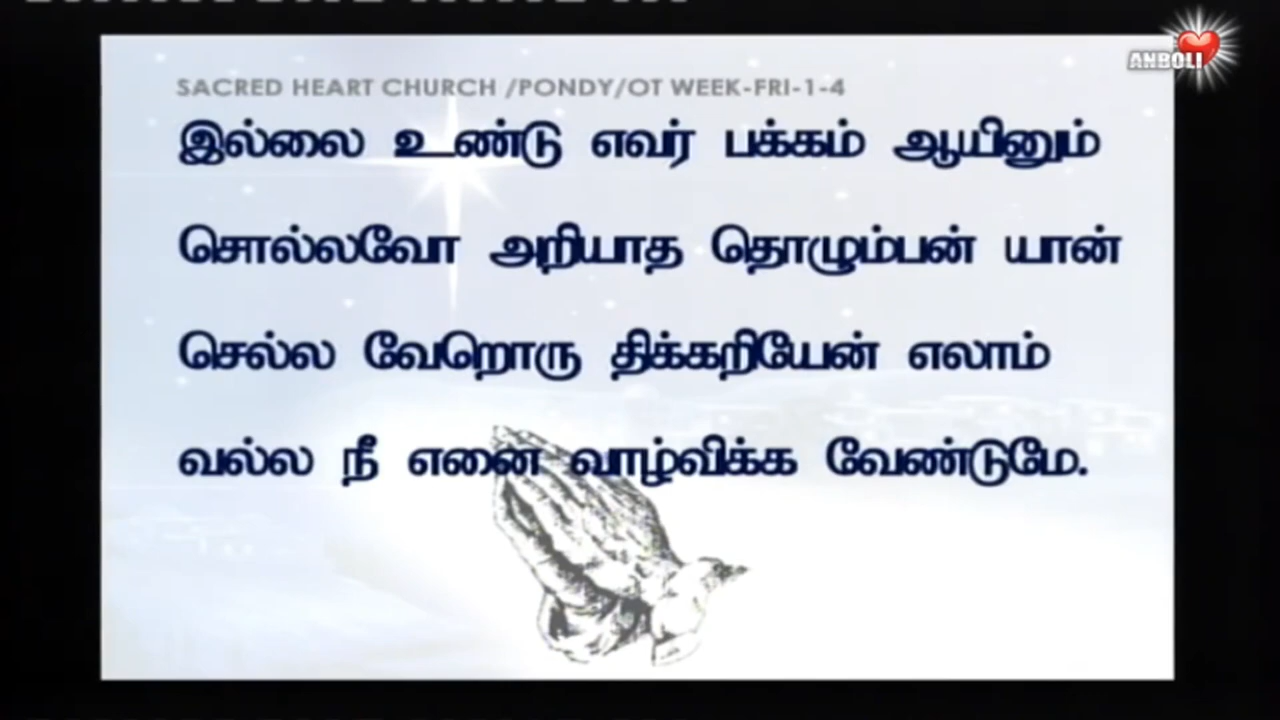 ANBOLI
SACRED HEART CHURCH /PONDY/OT WEEK-FRI-1-4
இல்லை உண்டு எவர் பக்கம் ஆயினும்
சொல்லவோ அறியாத தொழும்பன் யான்
செல்ல வேறொரு திக்கறியேன் எலாம்
வல்ல நீ எனை வாழ்விக்க வேண்டுமே.